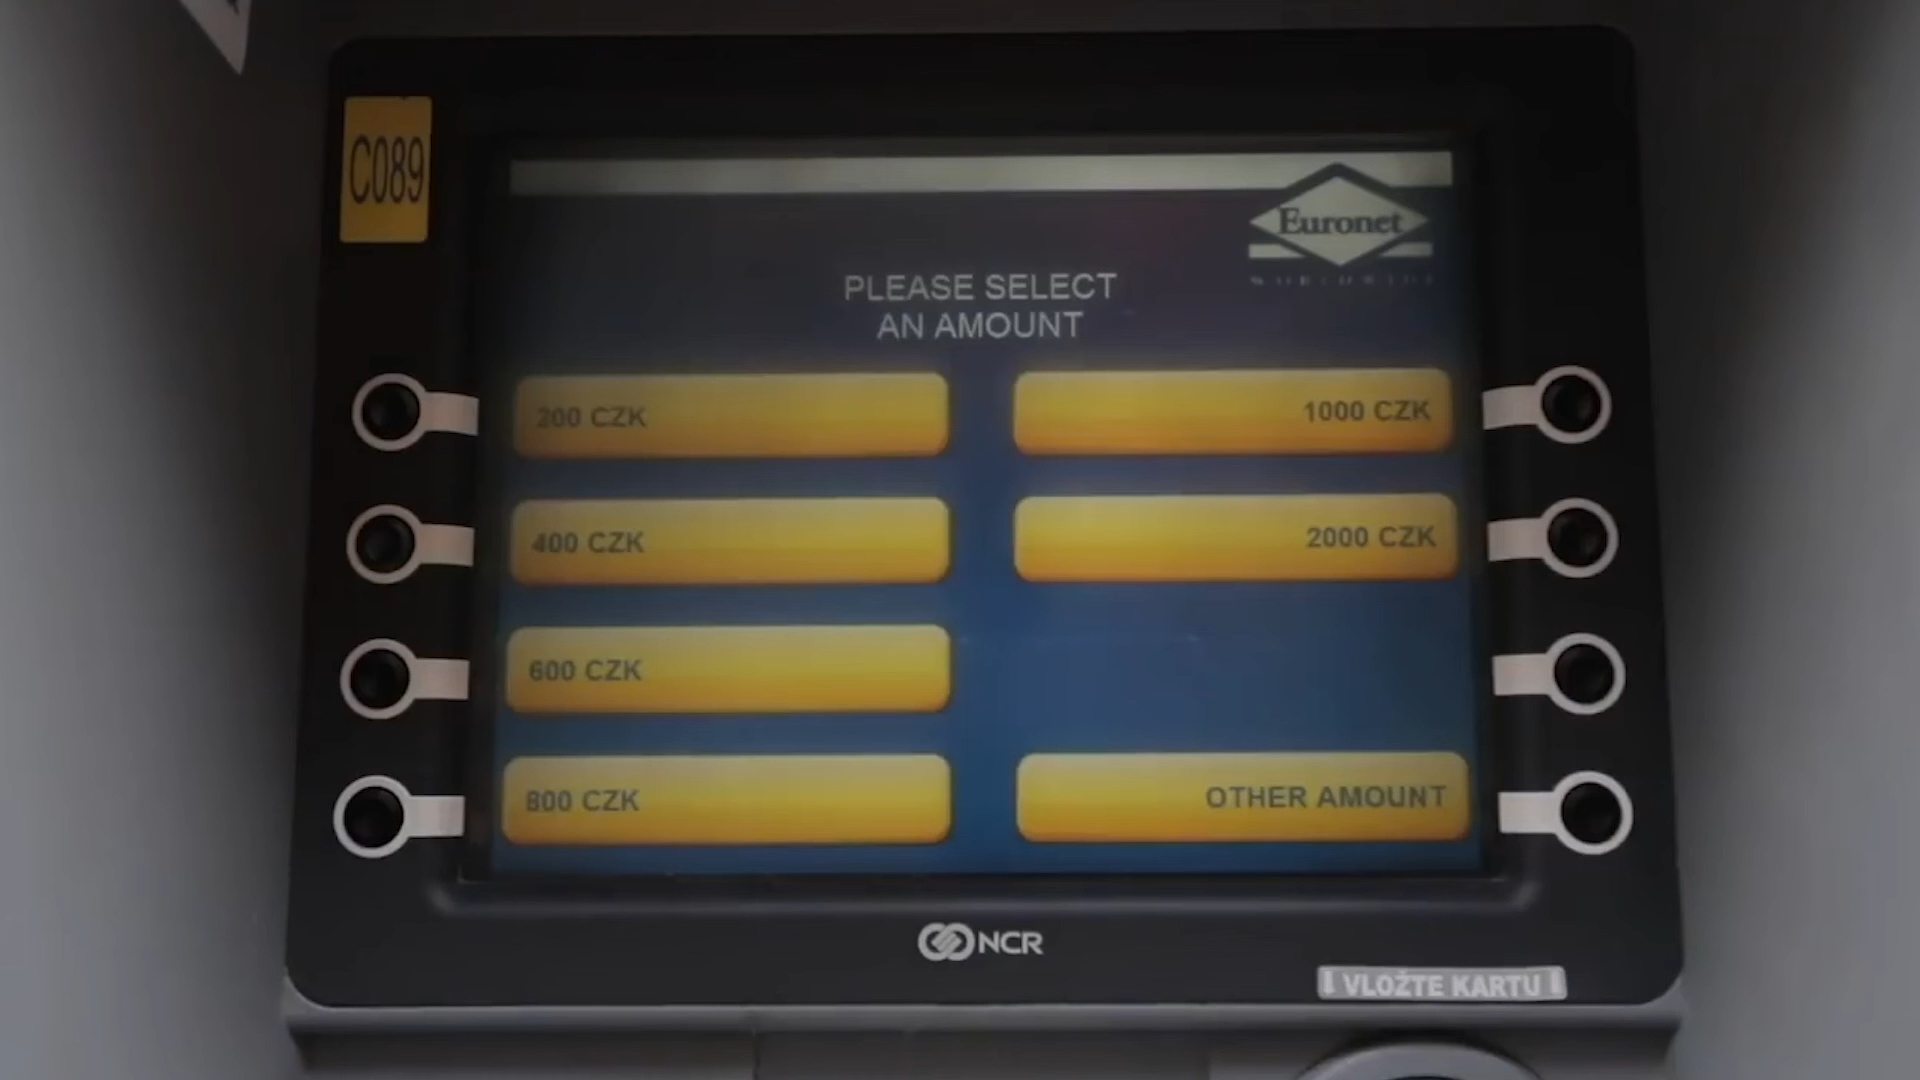 C089
Euronet
WORLDWIDE
PLEASE SELECT
AN AMOUNT
200 CZK
1000 CZK
400 CZK
2000 CZK
600 CZK
800 CZK
OTHER AMOUNT
NCR
VLOŽTE KARTU